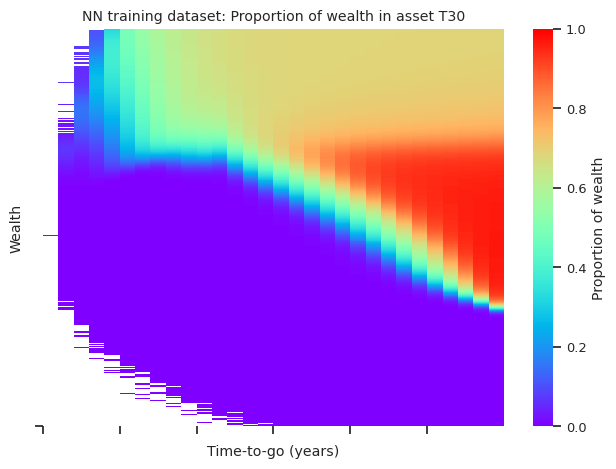 NN training dataset: Proportion of wealth in asset T30
Wealth
Time-to-go (years)
1.0
0.8
0.6
0.4
0.2
0.0
Proportion of wealth